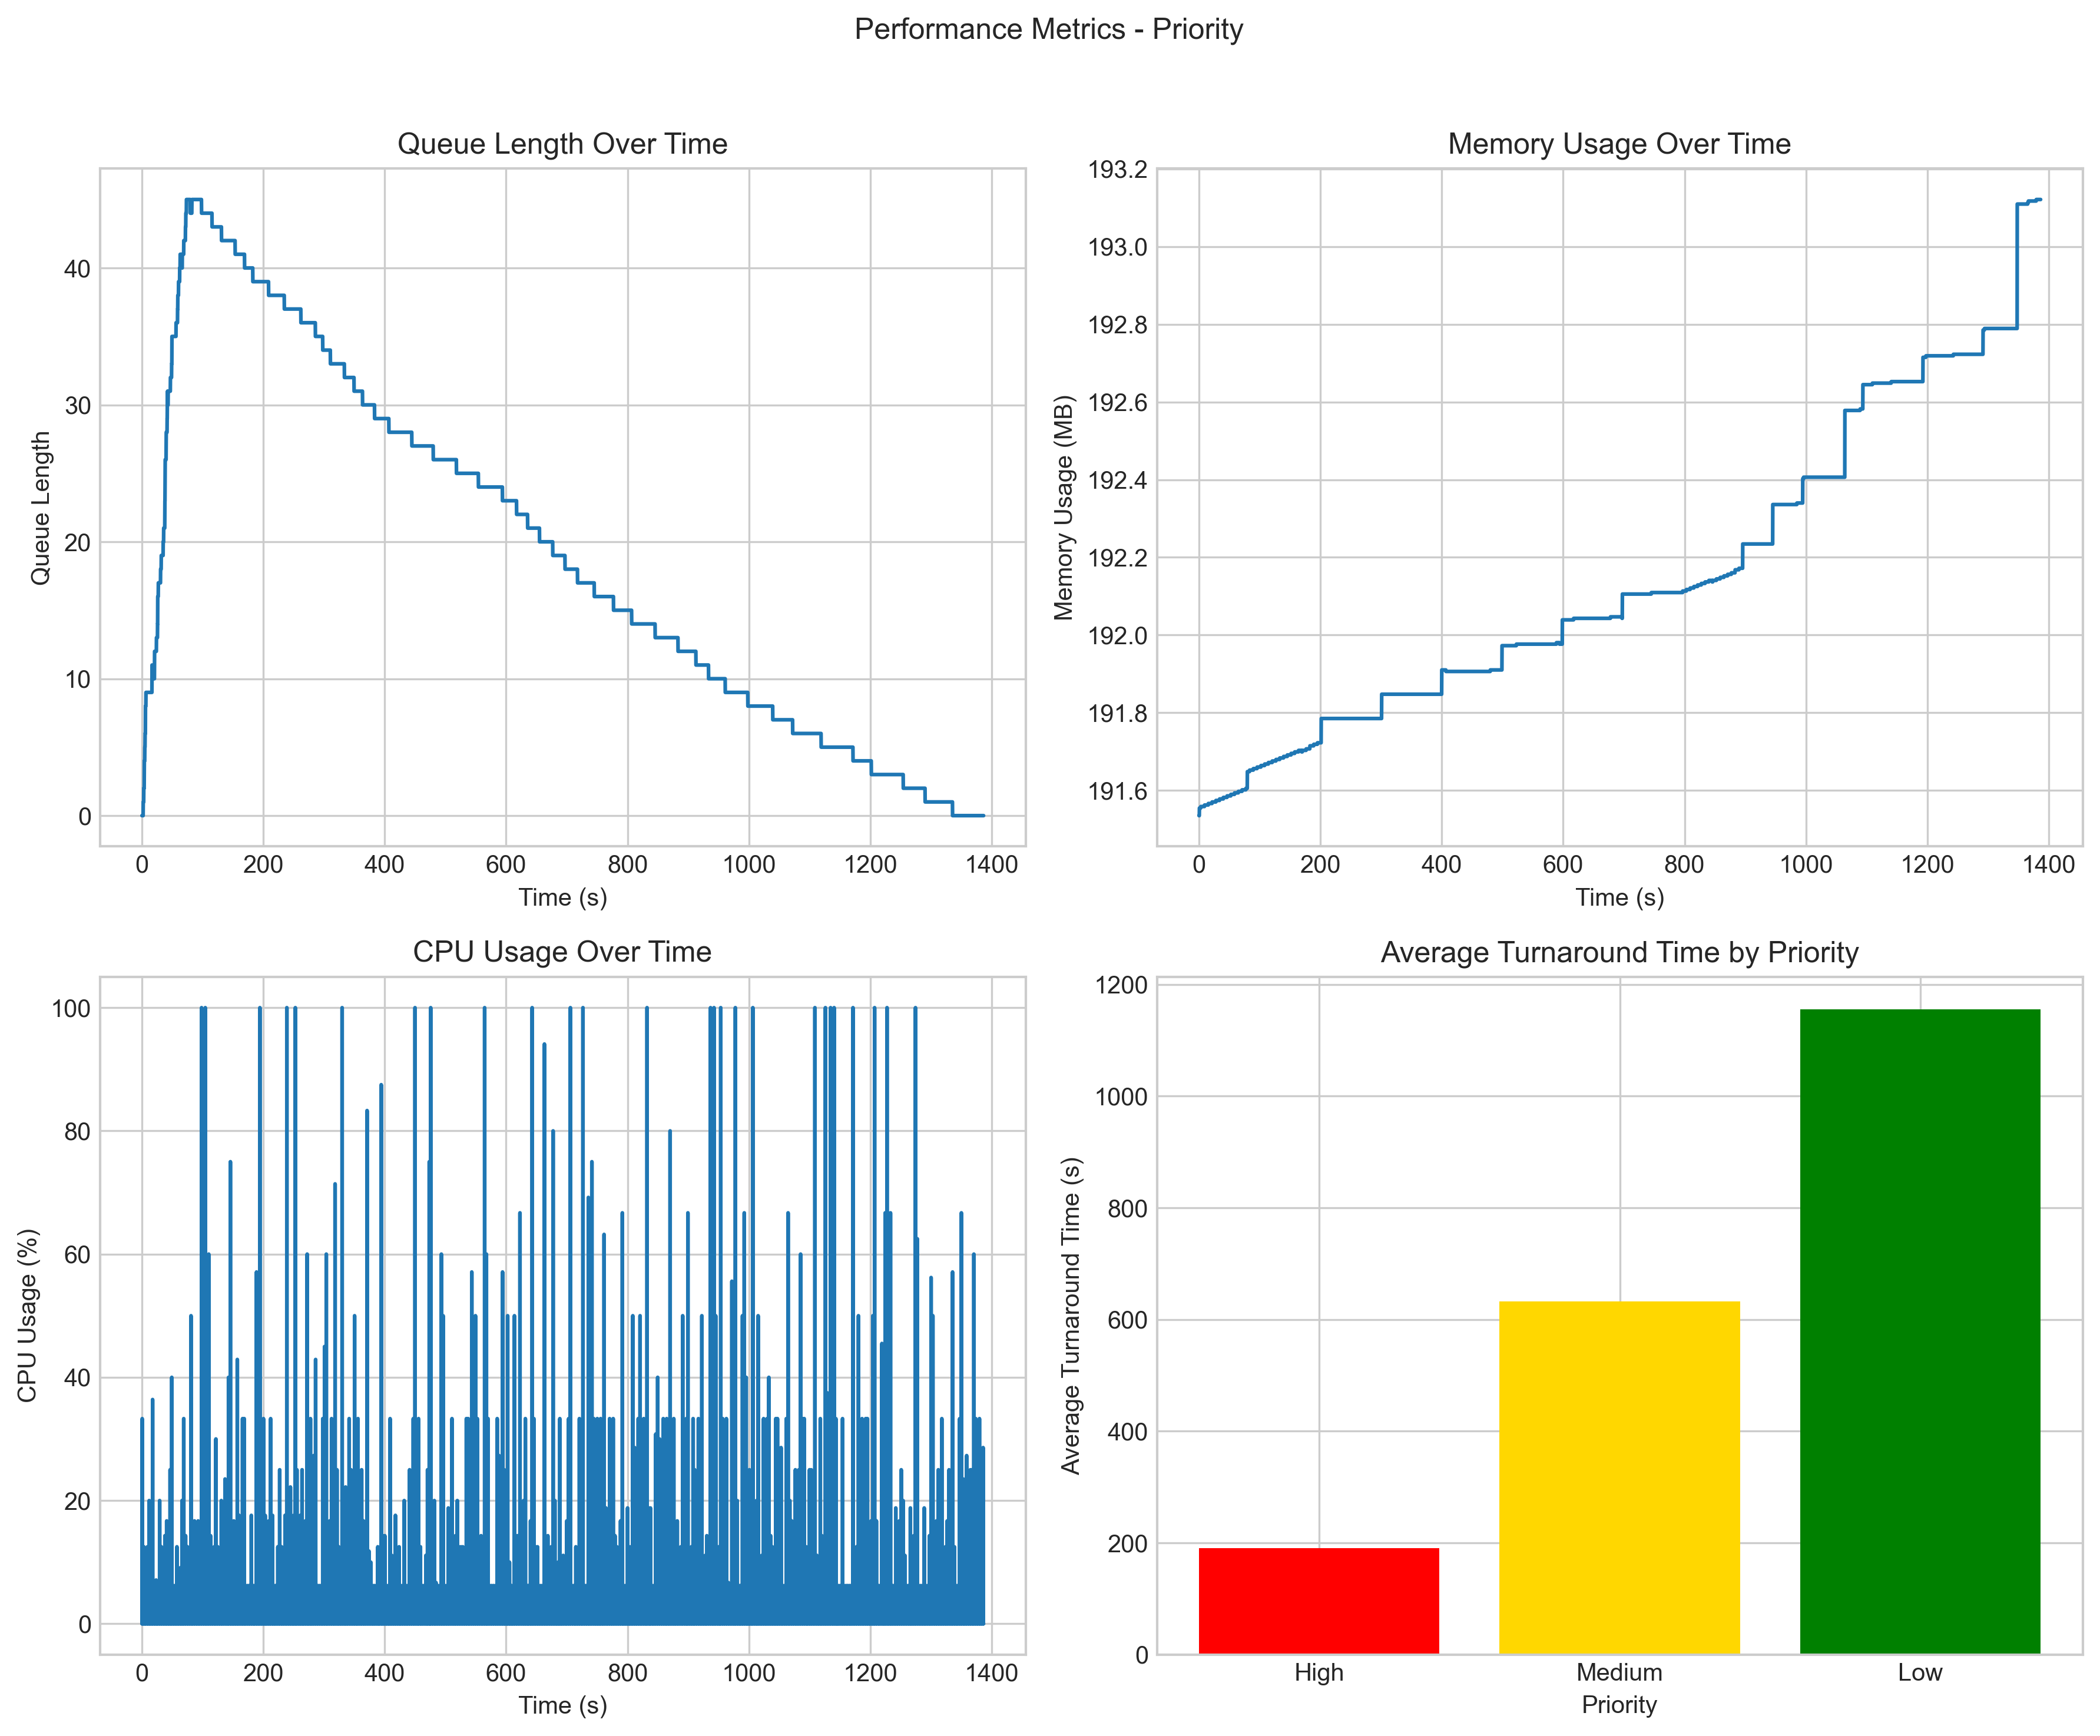 Performance Metrics - Priority
Queue Length Over Time
Queue Length
40
30
20
10
0
0 200 400 600 800 1000 1200 1400
Time (s)
Memory Usage Over Time
Memory Usage (MB)
193.2
193.0
192.8
192.6
192.4
192.2
192.0
191.8
191.6
0 200 400 600 800 1000 1200 1400
Time (s)
CPU Usage Over Time
CPU Usage (%)
100
80
60
40
20
0
0 200 400 600 800 1000 1200 1400
Time (s)
Average Turnaround Time by Priority
Average Turnaround Time (s)
1200
1000
800
600
400
200
0
High Medium Low
Priority